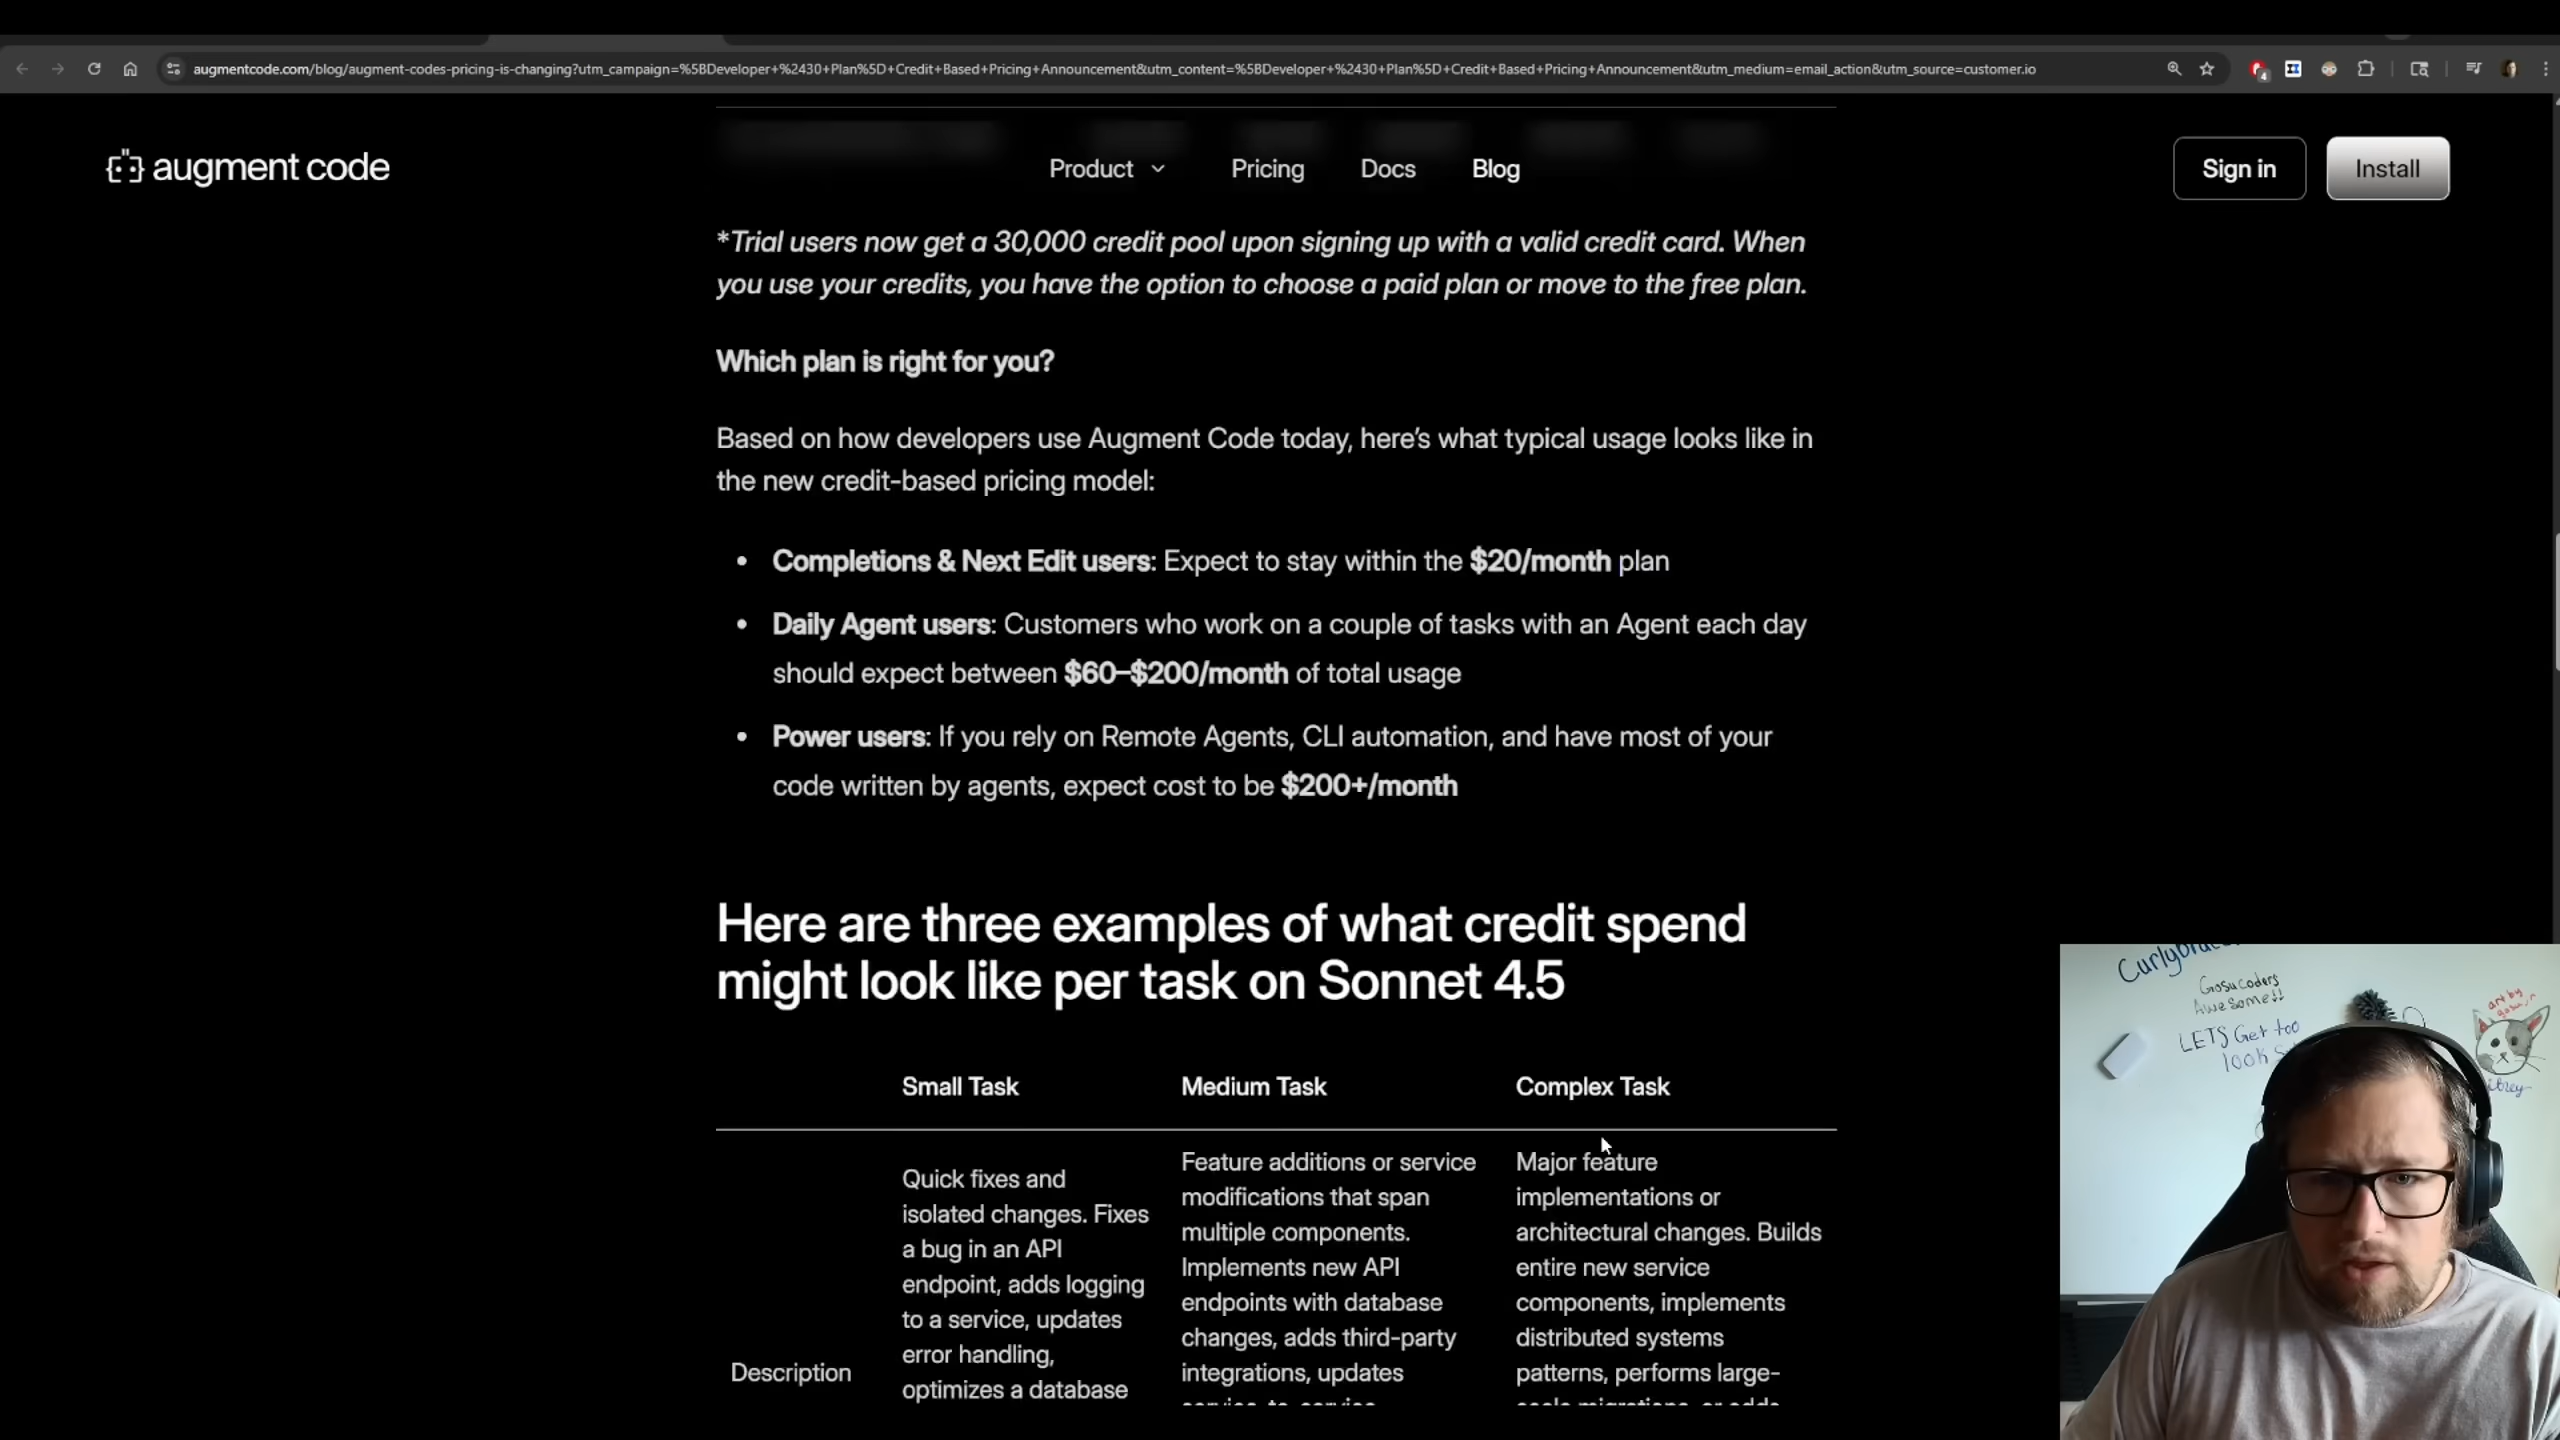 augmentcode.com/blog/augment-codes-pricing-is-changing?utm_campaign=%5BDeveloper+%2430+Plan%5D+Credit+Based+Pricing+Announcement&utm_content=%5BDeveloper+%2430+Plan%5D+Credit+Based+Pricing+Announcement&utm_medium=email_action&utm_source=customer.io
4
augment code
Product
Pricing
Docs
Blog
Sign in
Install
*Trial users now get a 30,000 credit pool upon signing up with a valid credit card. When
you use your credits, you have the option to choose a paid plan or move to the free plan.
Which plan is right for you?
Based on how developers use Augment Code today, here's what typical usage looks like in
the new credit-based pricing model:
• Completions & Next Edit users: Expect to stay within the $20/month plan
• Daily Agent users: Customers who work on a couple of tasks with an Agent each day
should expect between $60–$200/month of total usage
• Power users: If you rely on Remote Agents, CLI automation, and have most of your
code written by agents, expect cost to be $200+/month
Here are three examples of what credit spend
might look like per task on Sonnet 4.5
Small Task
Medium Task
Complex Task
Description
Quick fixes and
isolated changes. Fixes
a bug in an API
endpoint, adds logging
to a service, updates
error handling,
optimizes a database
Feature additions or service
modifications that span
multiple components.
Implements new API
endpoints with database
changes, adds third-party
integrations, updates
Major feature
implementations or
architectural changes. Builds
entire new service
components, implements
distributed systems
patterns, performs large-
Gosucoders
Awesome!!
LETS Get too
100K
art by